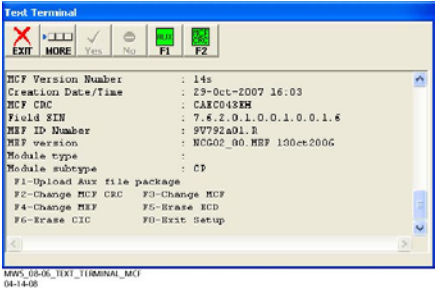 Text Terminal
EXIT MORE Yes No F1 F2
MCF Version Number : 14s
Creation Date/Time : 29-Oct-2007 16:03
MCF CRC : CAEC043EH
Field SIN : 7.6.2.0.1.0.0.1.0.0.1.6
MEF ID Number : 9V792A01.R
MEF version : NCG02_00.MEF 13Oct2006
Module type :
Module subtype : CP
F1-Upload Aux file package
F2-Change MCF CRC F3-Change MCF
F4-Change MEF F5-Erase ECD
F6-Erase CIC F8-Exit Setup
MWS_08-06_TEXT_TERMINAL_MCF
04-14-08